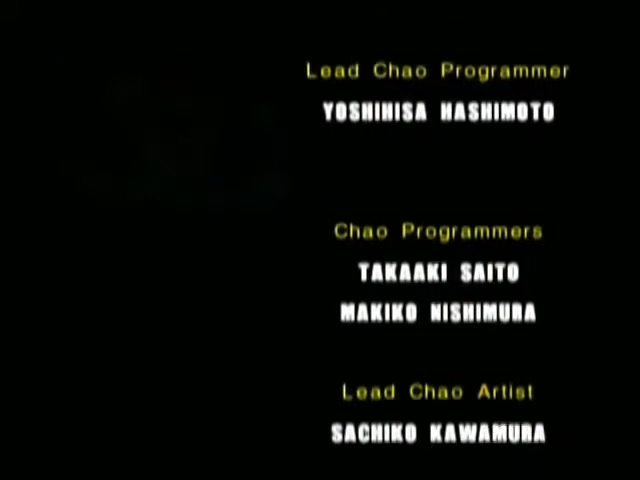 Lead Chao Programmer
YOSHIHISA HASHIMOTO
Chao Programmers
TAKAAKI SAITO
MAKIKO NISHIMURA
Lead Chao Artist
SACHIKO KAWAMURA